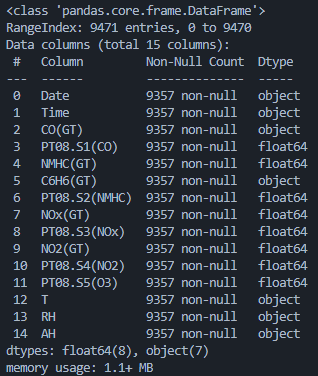 <class 'pandas.core.frame.DataFrame'>
RangeIndex: 9471 entries, 0 to 9470
Data columns (total 15 columns):
 #   Column         Non-Null Count  Dtype
---  ------         --------------  -----
 0   Date           9357 non-null   object
 1   Time           9357 non-null   object
 2   CO(GT)         9357 non-null   object
 3   PT08.S1(CO)    9357 non-null   float64
 4   NMHC(GT)       9357 non-null   float64
 5   C6H6(GT)       9357 non-null   object
 6   PT08.S2(NMHC)  9357 non-null   float64
 7   NOx(GT)        9357 non-null   float64
 8   PT08.S3(NOx)   9357 non-null   float64
 9   NO2(GT)        9357 non-null   float64
 10  PT08.S4(NO2)   9357 non-null   float64
 11  PT08.S5(O3)    9357 non-null   float64
 12  T              9357 non-null   object
 13  RH             9357 non-null   object
 14  AH             9357 non-null   object
dtypes: float64(8), object(7)
memory usage: 1.1+ MB